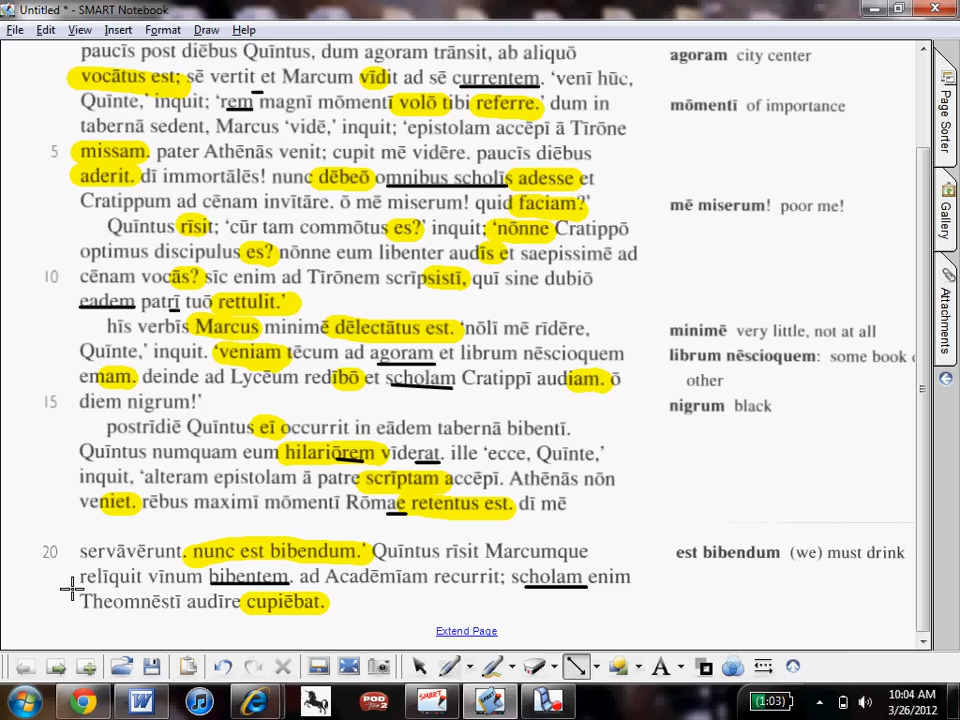 Untitled * - SMART Notebook
File Edit View Insert Format Draw Help
paucīs post diēbus Quīntus, dum agoram trānsit, ab aliquō
agoram city center
vocātus est; sē vertit et Marcum vīdit ad sē currentem. ‘venī hūc,
Quīnte,’ inquit; ‘rem magnī mōmentī volō tibi referre.’ dum in
mōmentī of importance
tabernā sedent, Marcus ‘vidē,’ inquit; ‘epistolam accēpī ā Tīrōne
5 missam. pater Athēnās venit; cupit mē vidēre. paucīs diēbus
aderit. dī immortālēs! nunc dēbeō omnibus scholīs adesse et
Cratippum ad cēnam invītāre. ō mē miserum! quid faciam?’
mē miserum! poor me!
Quīntus rīsit; ‘cūr tam commōtus es?’ inquit; ‘nōnne Cratippō
optimus discipulus es? nōnne eum libenter audīs et saepissimē ad
10 cēnam vocās? sīc enim ad Tīrōnem scrīpsistī, quī sine dubiō
eadem patrī tuō rettulit.’
hīs verbīs Marcus minimē dēlectātus est. ‘nōlī mē rīdēre,
minimē very little, not at all
Quīnte,’ inquit. ‘veniam tēcum ad agoram et librum nēscioquem
librum nēscioquem: some book o
emam. deinde ad Lycēum redībō et scholam Cratippī audiam. ō
other
15 diem nigrum!’
nigrum black
postrīdiē Quīntus eī occurrit in eādem tabernā bibentī.
Quīntus numquam eum hilariōrem vīderat. ille ‘ecce, Quīnte,’
inquit, ‘alteram epistolam ā patre scrīptam accēpī. Athēnās nōn
veniet. rēbus maximī mōmentī Rōmae retentus est. dī mē
20 servāvērunt. nunc est bibendum.’ Quīntus rīsit Marcumque
est bibendum (we) must drink
relīquit vīnum bibentem. ad Acadēmīam recurrit; scholam enim
Theomnēstī audīre cupiēbat.
Extend Page
Page Sorter
Gallery
Attachments
(1:03)
10:04 AM
3/26/2012